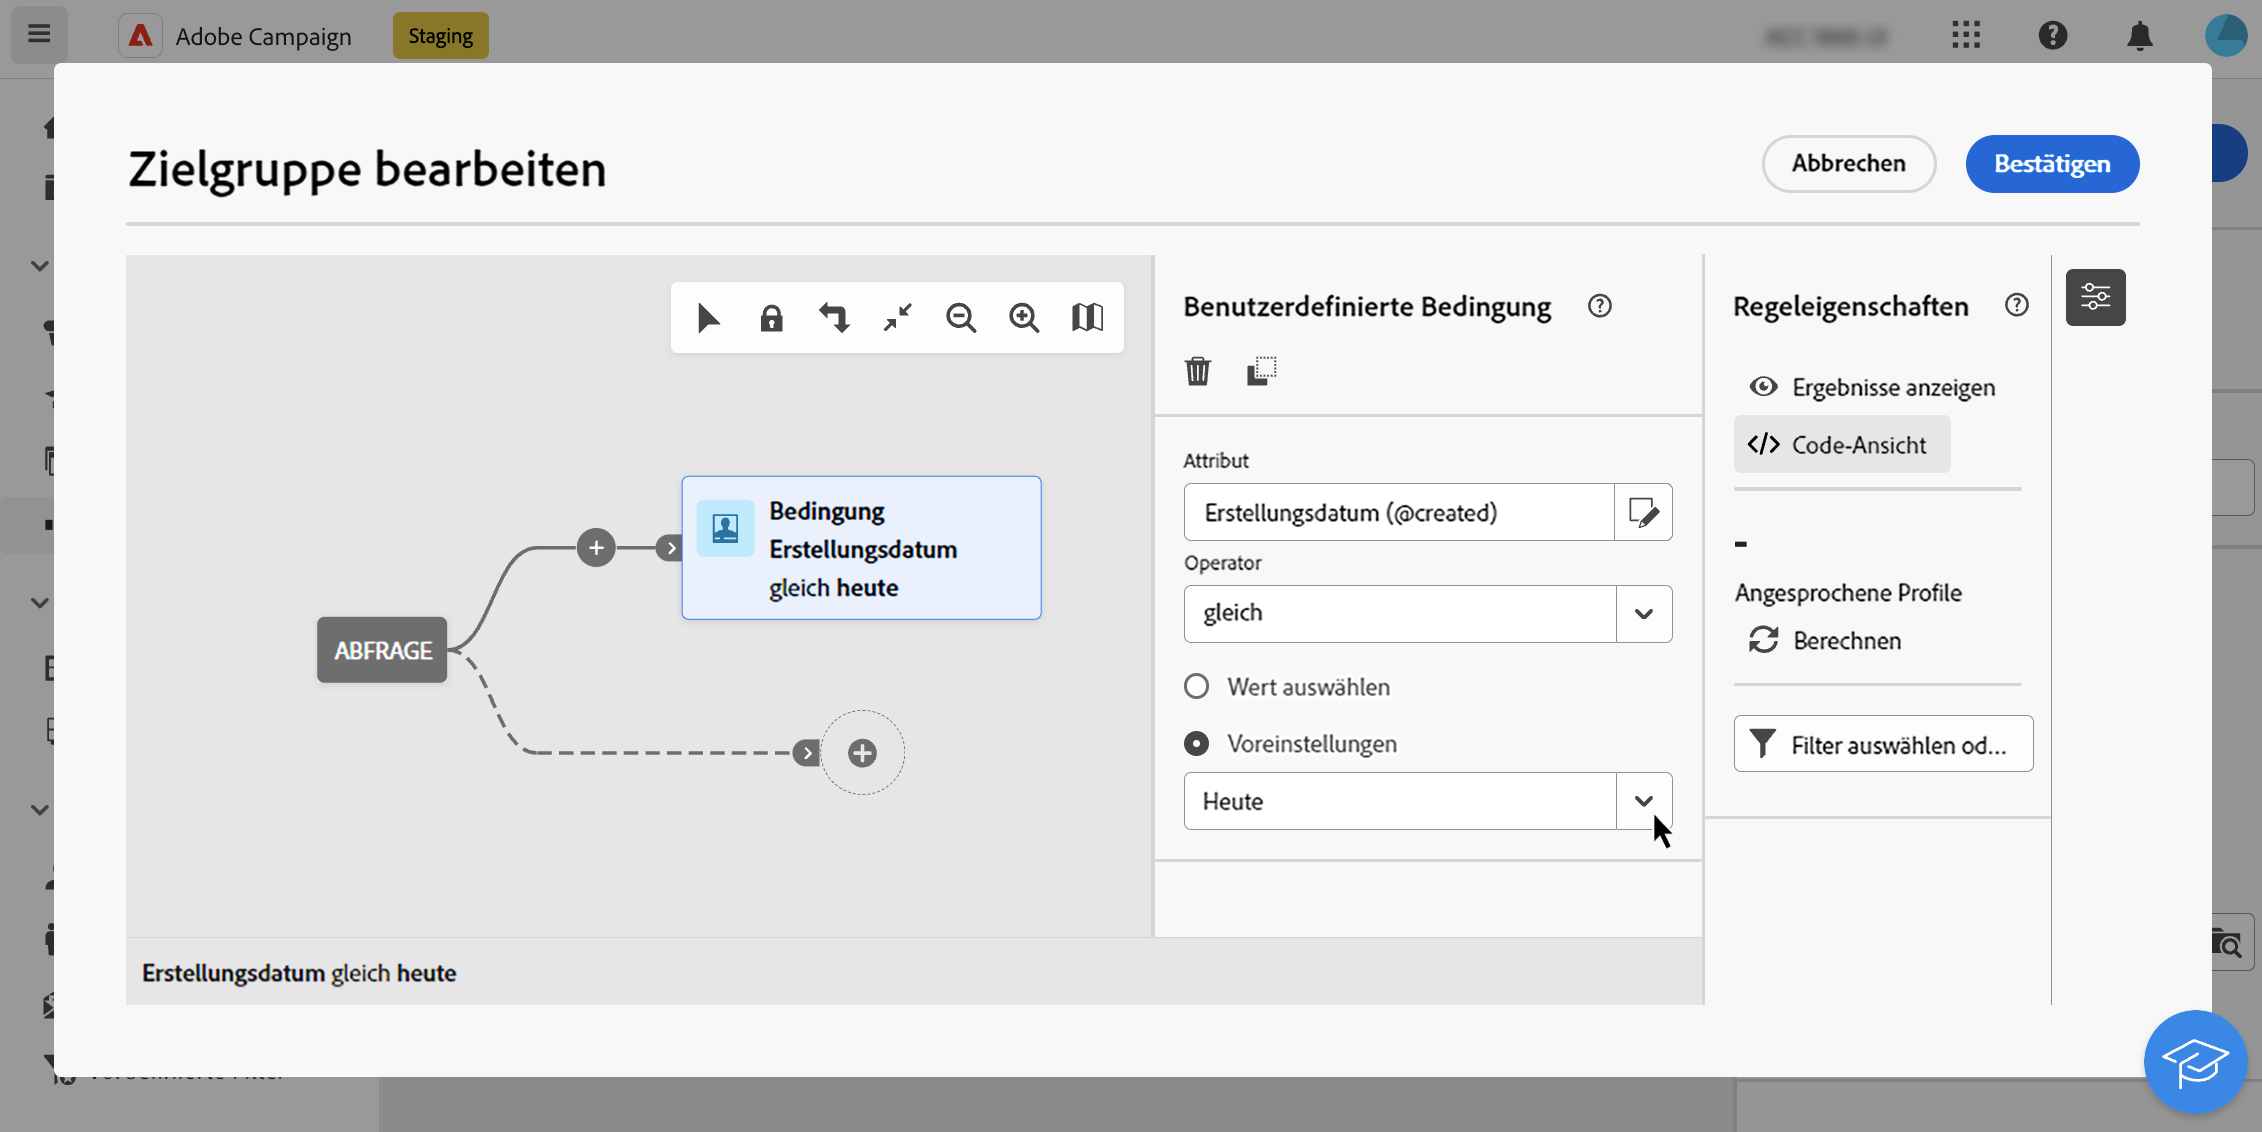 Adobe Campaign
Staging
Zielgruppe bearbeiten
Abbrechen
Bestätigen
Benutzerdefinierte Bedingung
Regeleigenschaften
Ergebnisse anzeigen
Code-Ansicht
Attribut
Erstellungsdatum (@created)
Bedingung
Erstellungsdatum
gleich heute
Operator
gleich
-
Angesprochene Profile
Berechnen
ABFRAGE
Wert auswählen
Voreinstellungen
Filter auswählen od...
Heute
Erstellungsdatum gleich heute